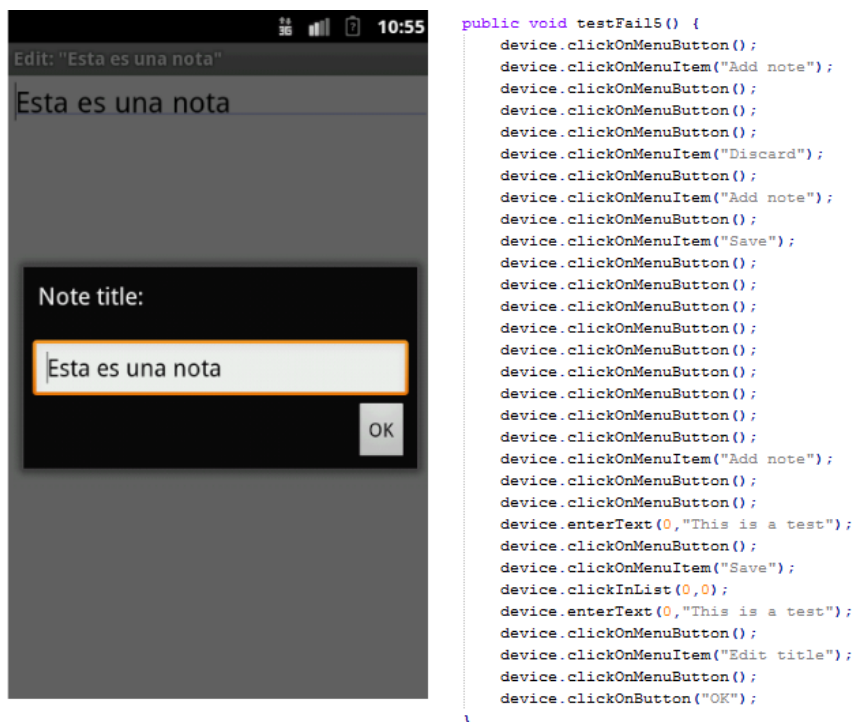 3G 10:55
Edit: "Esta es una nota"
Esta es una nota
Note title:
Esta es una nota
OK
public void testFail5() {
device.clickOnMenuButton();
device.clickOnMenuItem("Add note");
device.clickOnMenuButton();
device.clickOnMenuButton();
device.clickOnMenuButton();
device.clickOnMenuItem("Discard");
device.clickOnMenuButton();
device.clickOnMenuItem("Add note");
device.clickOnMenuButton();
device.clickOnMenuItem("Save");
device.clickOnMenuButton();
device.clickOnMenuButton();
device.clickOnMenuButton();
device.clickOnMenuButton();
device.clickOnMenuButton();
device.clickOnMenuButton();
device.clickOnMenuButton();
device.clickOnMenuButton();
device.clickOnMenuButton();
device.clickOnMenuItem("Add note");
device.clickOnMenuButton();
device.clickOnMenuButton();
device.enterText(0,"This is a test");
device.clickOnMenuButton();
device.clickOnMenuItem("Save");
device.clickInList(0,0);
device.enterText(0,"This is a test");
device.clickOnMenuButton();
device.clickOnMenuItem("Edit title");
device.clickOnMenuButton();
device.clickOnButton("OK");
}